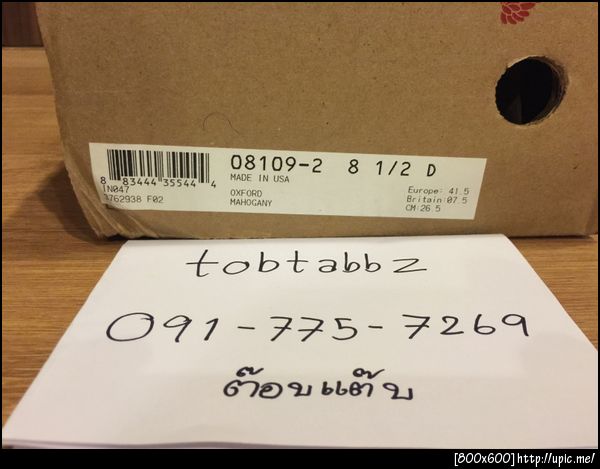 08109-2 8 1/2 D
MADE IN USA
8 83444 35544 4
IN047
3762938 F02
OXFORD
MAHOGANY
Europe: 41.5
Britain:07.5
CM:26.5
tobtabbz
091-775-7269
ต๊อบแต๊บ
[800x600]http://upic.me/